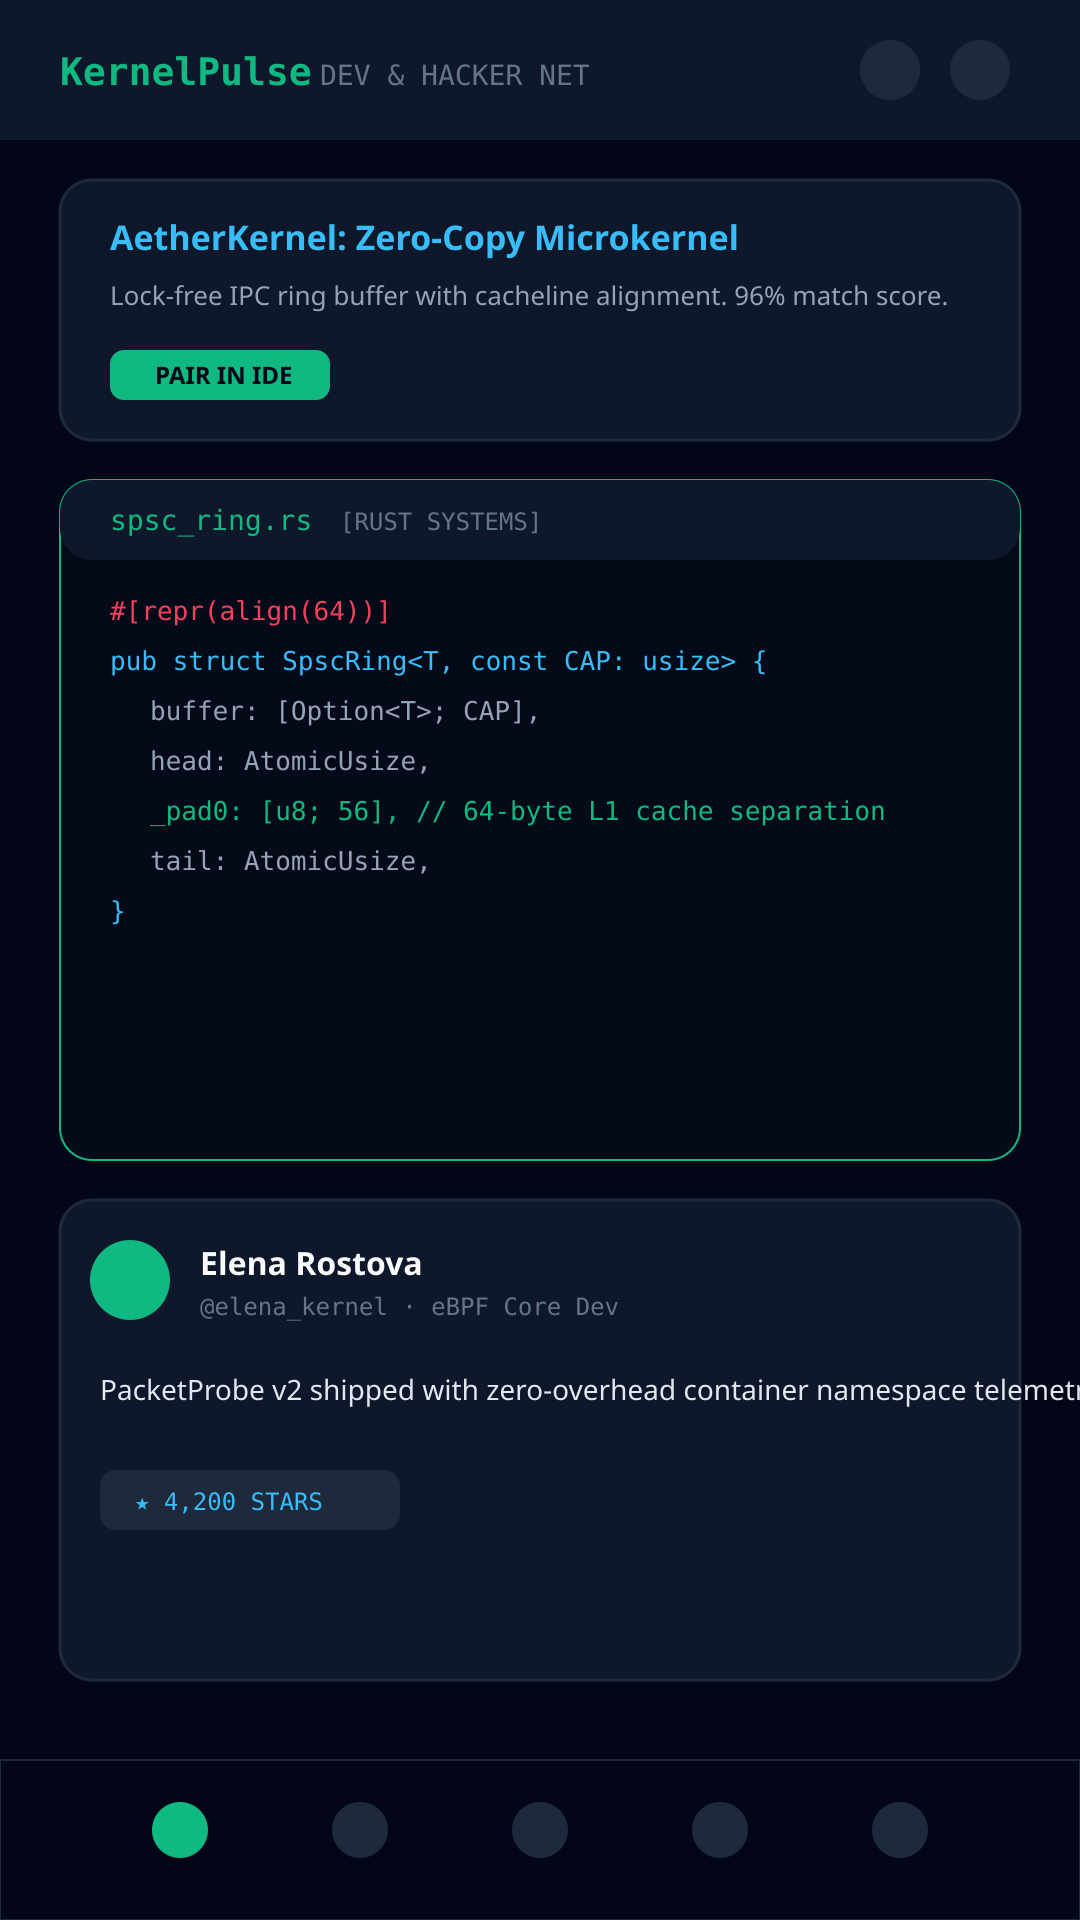 KernelPulse DEV & HACKER NET
AetherKernel: Zero-Copy Microkernel
Lock-free IPC ring buffer with cacheline alignment. 96% match score.
PAIR IN IDE
spsc_ring.rs [RUST SYSTEMS]
#[repr(align(64))]
pub struct SpscRing<T, const CAP: usize> {
buffer: [Option<T>; CAP],
head: AtomicUsize,
_pad0: [u8; 56], // 64-byte L1 cache separation
tail: AtomicUsize,
}
Elena Rostova
@elena_kernel · eBPF Core Dev
PacketProbe v2 shipped with zero-overhead container namespace
★ 4,200 STARS